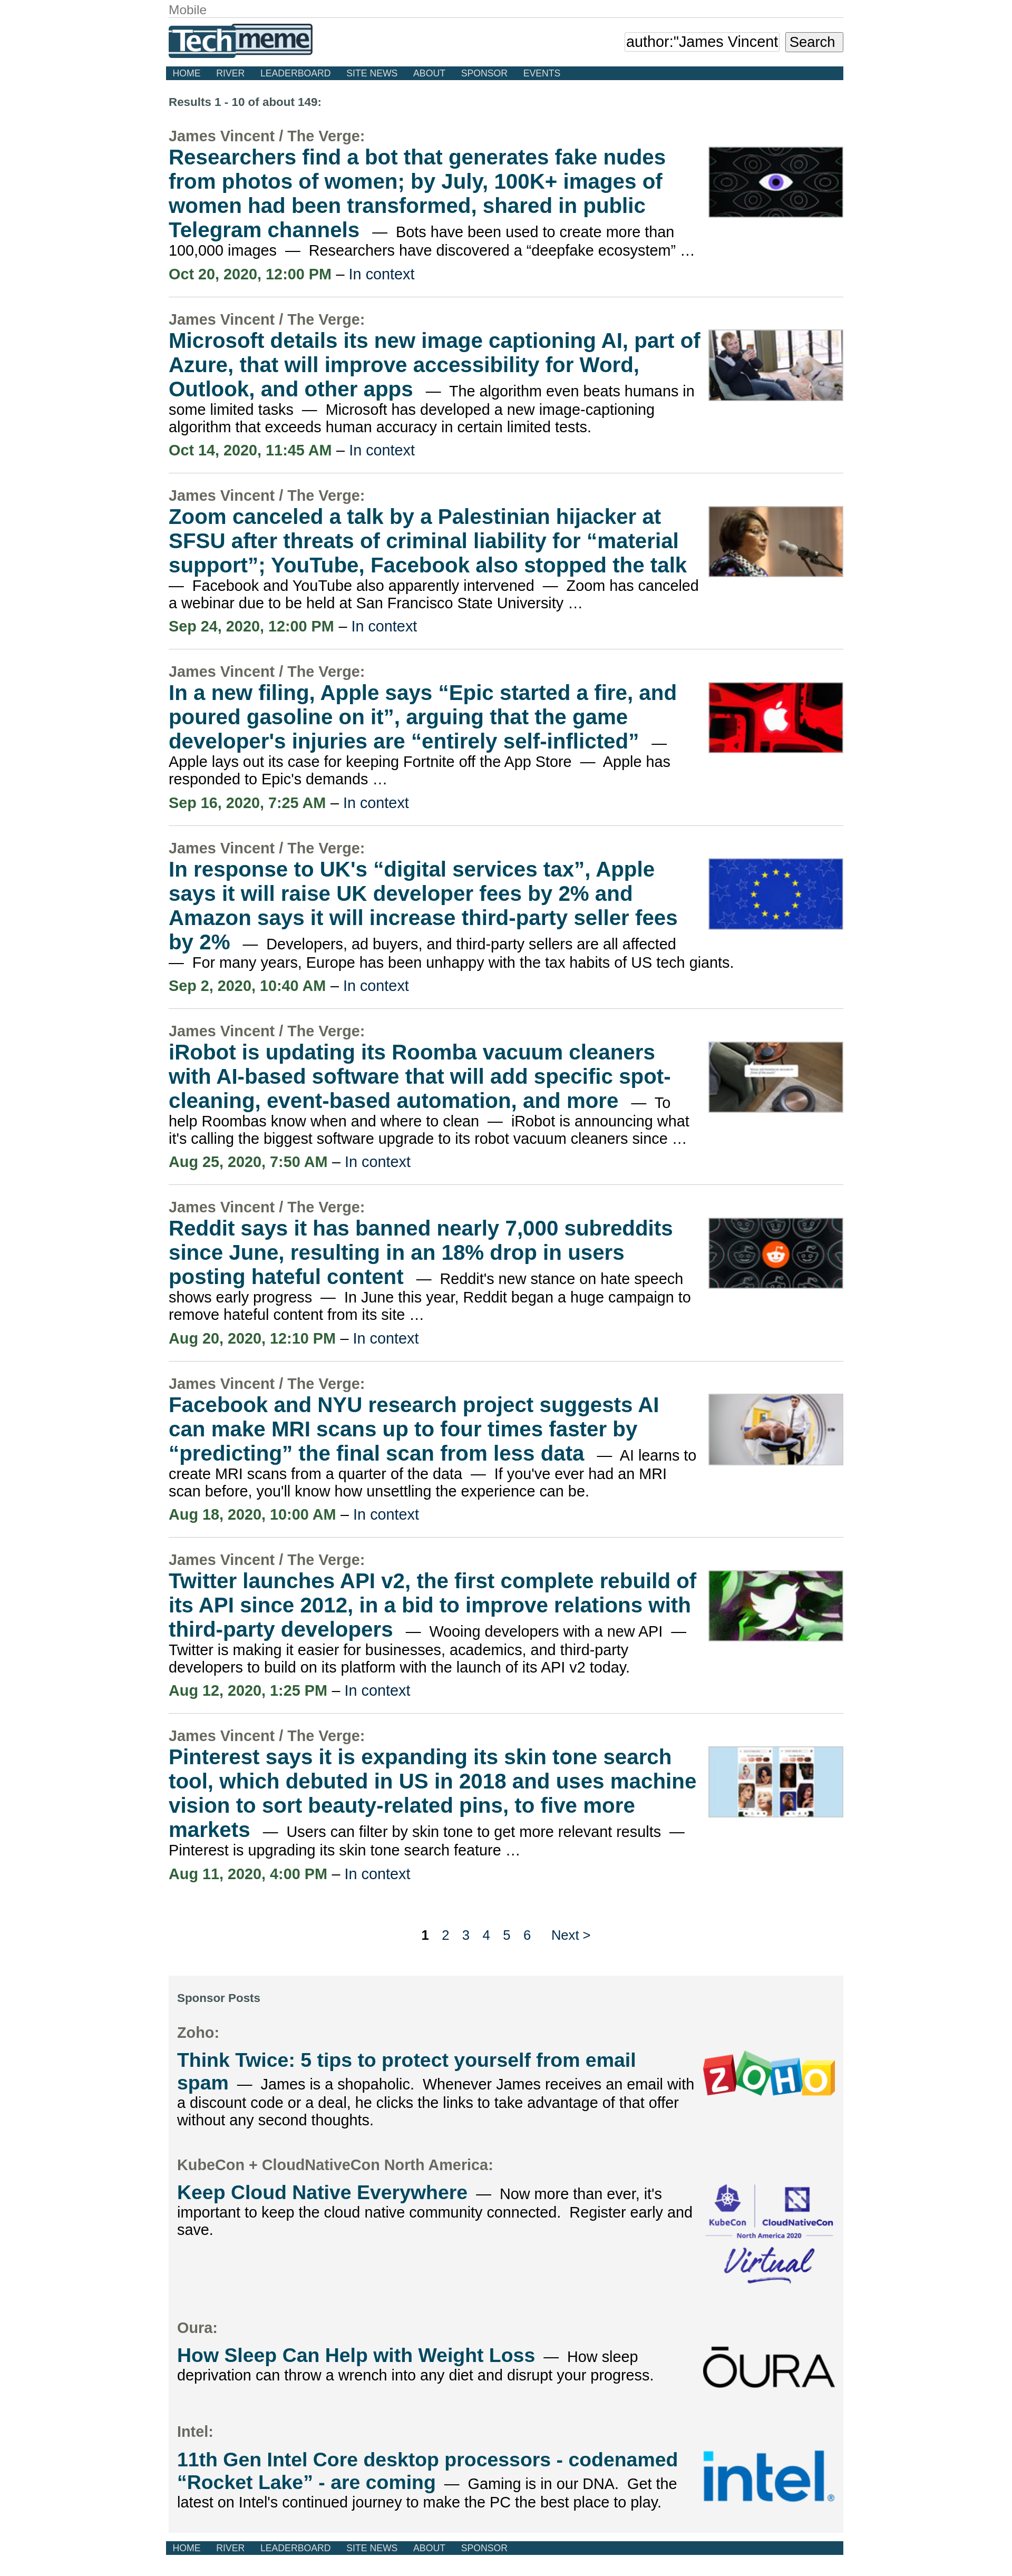 Mobile
Techmeme
author:"James Vincent
Search
HOME RIVER LEADERBOARD SITE NEWS ABOUT SPONSOR EVENTS
Results 1 - 10 of about 149:
James Vincent / The Verge:
Researchers find a bot that generates fake nudes
from photos of women; by July, 100K+ images of
women had been transformed, shared in public
Telegram channels — Bots have been used to create more than
100,000 images — Researchers have discovered a “deepfake ecosystem” …
Oct 20, 2020, 12:00 PM – In context
James Vincent / The Verge:
Microsoft details its new image captioning AI, part of
Azure, that will improve accessibility for Word,
Outlook, and other apps — The algorithm even beats humans in
some limited tasks — Microsoft has developed a new image-captioning
algorithm that exceeds human accuracy in certain limited tests.
Oct 14, 2020, 11:45 AM – In context
James Vincent / The Verge:
Zoom canceled a talk by a Palestinian hijacker at
SFSU after threats of criminal liability for “material
support”; YouTube, Facebook also stopped the talk
— Facebook and YouTube also apparently intervened — Zoom has canceled
a webinar due to be held at San Francisco State University …
Sep 24, 2020, 12:00 PM – In context
James Vincent / The Verge:
In a new filing, Apple says “Epic started a fire, and
poured gasoline on it”, arguing that the game
developer's injuries are “entirely self-inflicted” —
Apple lays out its case for keeping Fortnite off the App Store — Apple has
responded to Epic's demands …
Sep 16, 2020, 7:25 AM – In context
James Vincent / The Verge:
In response to UK's “digital services tax”, Apple
says it will raise UK developer fees by 2% and
Amazon says it will increase third-party seller fees
by 2% — Developers, ad buyers, and third-party sellers are all affected
— For many years, Europe has been unhappy with the tax habits of US tech giants.
Sep 2, 2020, 10:40 AM – In context
James Vincent / The Verge:
iRobot is updating its Roomba vacuum cleaners
with AI-based software that will add specific spot-
cleaning, event-based automation, and more — To
help Roombas know when and where to clean — iRobot is announcing what
it's calling the biggest software upgrade to its robot vacuum cleaners since …
Aug 25, 2020, 7:50 AM – In context
James Vincent / The Verge:
Reddit says it has banned nearly 7,000 subreddits
since June, resulting in an 18% drop in users
posting hateful content — Reddit's new stance on hate speech
shows early progress — In June this year, Reddit began a huge campaign to
remove hateful content from its site …
Aug 20, 2020, 12:10 PM – In context
James Vincent / The Verge:
Facebook and NYU research project suggests AI
can make MRI scans up to four times faster by
“predicting” the final scan from less data — AI learns to
create MRI scans from a quarter of the data — If you've ever had an MRI
scan before, you'll know how unsettling the experience can be.
Aug 18, 2020, 10:00 AM – In context
James Vincent / The Verge:
Twitter launches API v2, the first complete rebuild of
its API since 2012, in a bid to improve relations with
third-party developers — Wooing developers with a new API —
Twitter is making it easier for businesses, academics, and third-party
developers to build on its platform with the launch of its API v2 today.
Aug 12, 2020, 1:25 PM – In context
James Vincent / The Verge:
Pinterest says it is expanding its skin tone search
tool, which debuted in US in 2018 and uses machine
vision to sort beauty-related pins, to five more
markets — Users can filter by skin tone to get more relevant results —
Pinterest is upgrading its skin tone search feature …
Aug 11, 2020, 4:00 PM – In context
1 2 3 4 5 6 Next >
Sponsor Posts
Zoho:
Think Twice: 5 tips to protect yourself from email
spam — James is a shopaholic. Whenever James receives an email with
a discount code or a deal, he clicks the links to take advantage of that offer
without any second thoughts.
ZOHO
KubeCon + CloudNativeCon North America:
Keep Cloud Native Everywhere — Now more than ever, it's
important to keep the cloud native community connected. Register early and
save.
KubeCon CloudNativeCon
North America 2020
Virtual
Oura:
How Sleep Can Help with Weight Loss — How sleep
deprivation can throw a wrench into any diet and disrupt your progress.
ŌURA
Intel:
11th Gen Intel Core desktop processors - codenamed
“Rocket Lake” - are coming — Gaming is in our DNA. Get the
latest on Intel's continued journey to make the PC the best place to play.
intel®
HOME RIVER LEADERBOARD SITE NEWS ABOUT SPONSOR